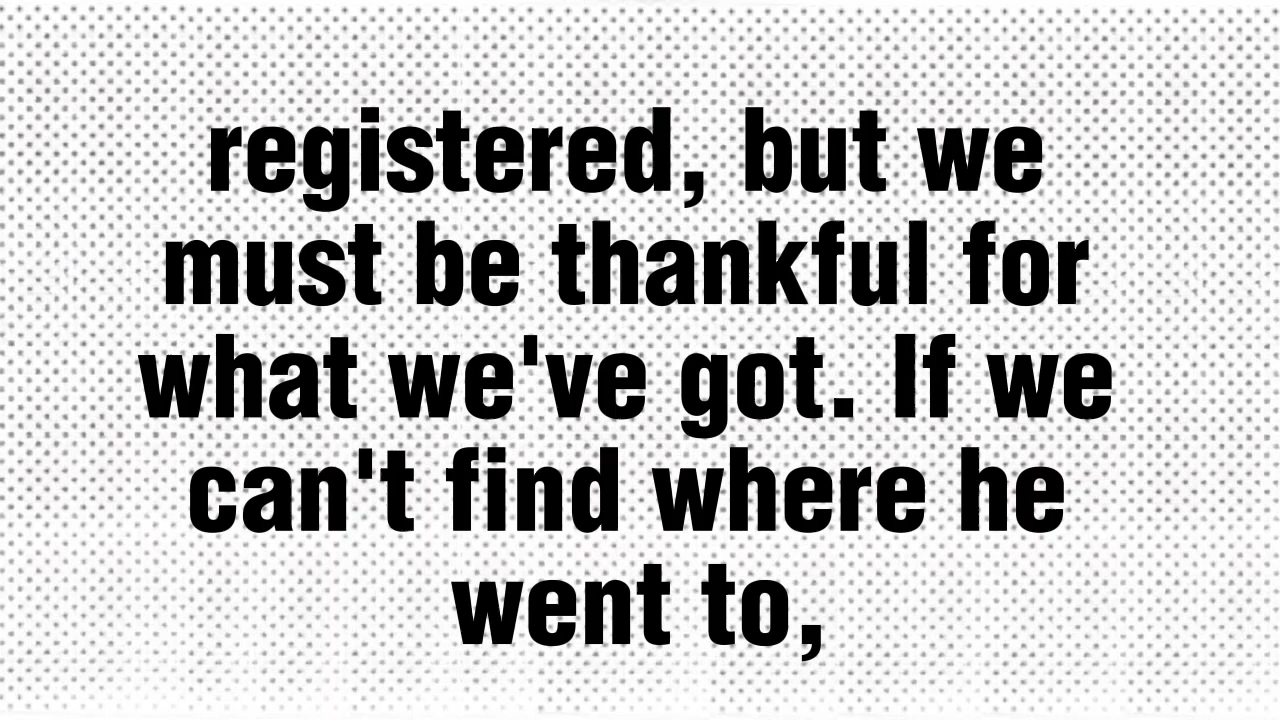 registered, but we
must be thankful for
what we've got. If we
can't find where he
went to,